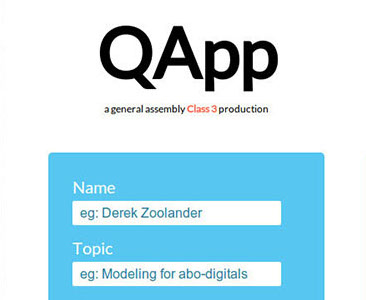 QApp
a general assembly Class 3 production
Name
eg: Derek Zoolander
Topic
eg: Modeling for abo-digitals